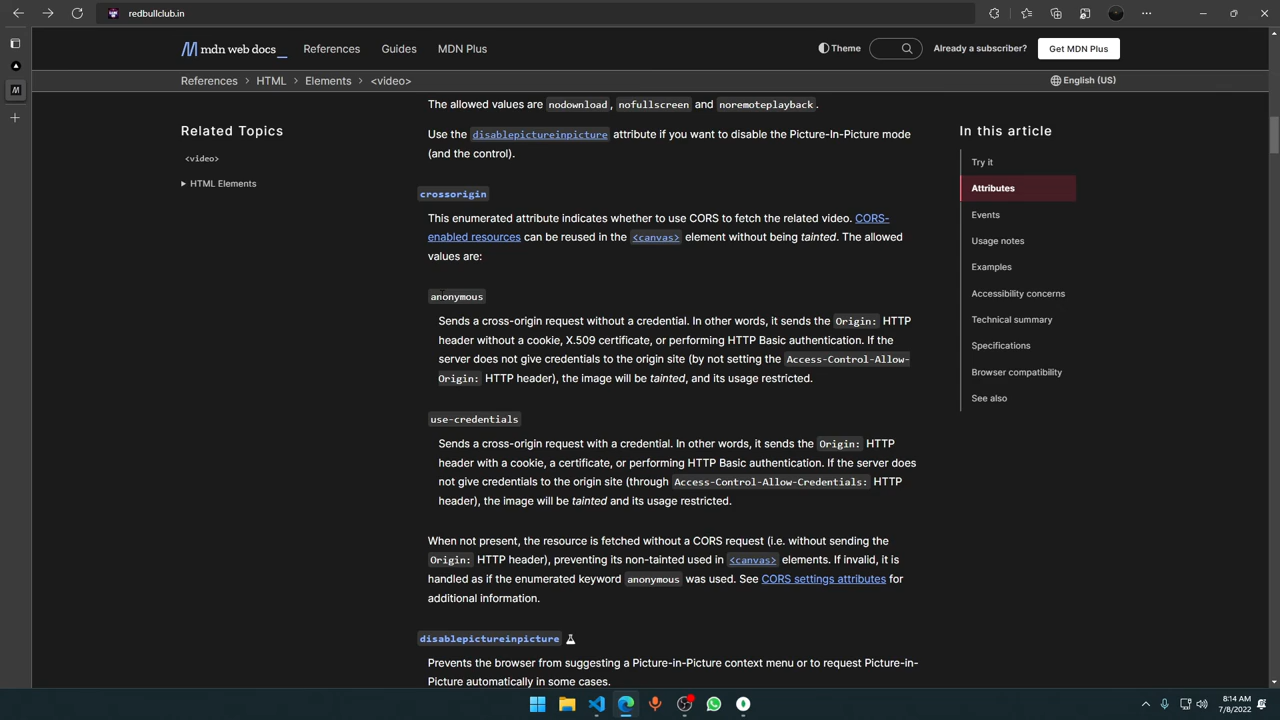 redbullclub.in
mdn web docs_
References
Guides
MDN Plus
Theme
Already a subscriber?
Get MDN Plus
References > HTML > Elements > <video>
English (US)
Related Topics
<video>
HTML Elements
The allowed values are nodownload, nofullscreen and noremoteplayback.
Use the disablepictureinpicture attribute if you want to disable the Picture-In-Picture mode
(and the control).
crossorigin
This enumerated attribute indicates whether to use CORS to fetch the related video. CORS-
enabled resources can be reused in the <canvas> element without being tainted. The allowed
values are:
anonymous
Sends a cross-origin request without a credential. In other words, it sends the Origin: HTTP
header without a cookie, X.509 certificate, or performing HTTP Basic authentication. If the
server does not give credentials to the origin site (by not setting the Access-Control-Allow-
Origin: HTTP header), the image will be tainted, and its usage restricted.
use-credentials
Sends a cross-origin request with a credential. In other words, it sends the Origin: HTTP
header with a cookie, a certificate, or performing HTTP Basic authentication. If the server does
not give credentials to the origin site (through Access-Control-Allow-Credentials: HTTP
header), the image will be tainted and its usage restricted.
When not present, the resource is fetched without a CORS request (i.e. without sending the
Origin: HTTP header), preventing its non-tainted used in <canvas> elements. If invalid, it is
handled as if the enumerated keyword anonymous was used. See CORS settings attributes for
additional information.
disablepictureinpicture
Prevents the browser from suggesting a Picture-in-Picture context menu or to request Picture-in-
Picture automatically in some cases.
In this article
Try it
Attributes
Events
Usage notes
Examples
Accessibility concerns
Technical summary
Specifications
Browser compatibility
See also
8:14 AM
7/8/2022